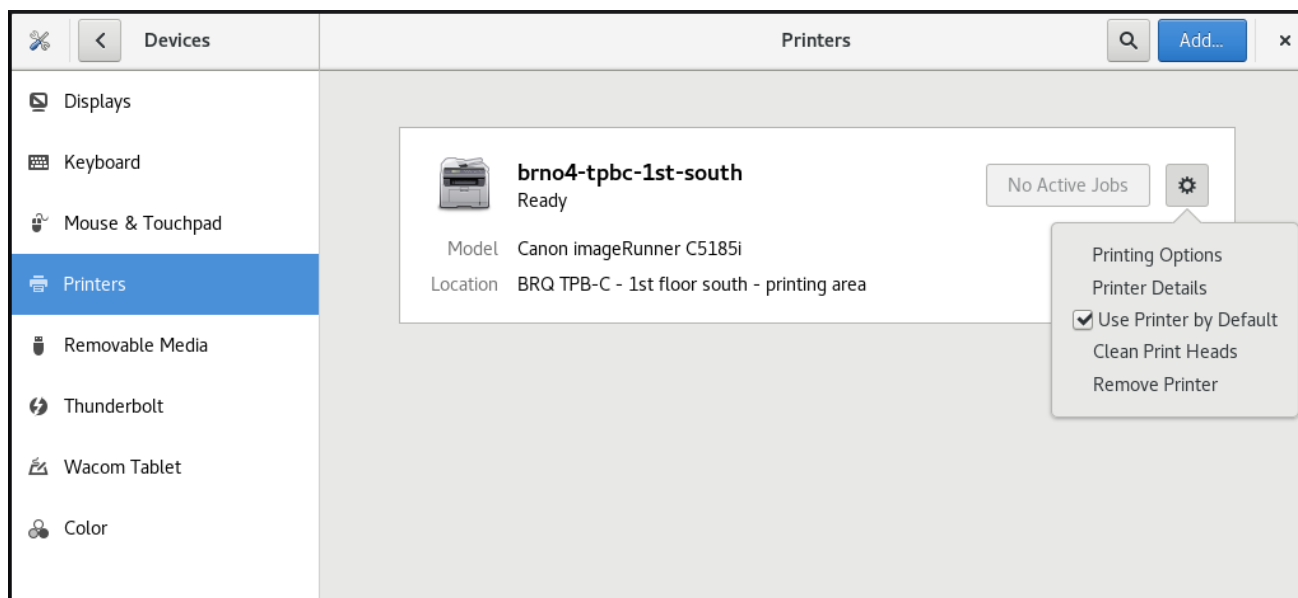 Devices
Printers
Add...
Displays
Keyboard
Mouse & Touchpad
Printers
Removable Media
Thunderbolt
Wacom Tablet
Color
brno4-tpbc-1st-south
Ready
No Active Jobs
Model Canon imageRunner C5185i
Location BRQ TPB-C - 1st floor south - printing area
Printing Options
Printer Details
Use Printer by Default
Clean Print Heads
Remove Printer